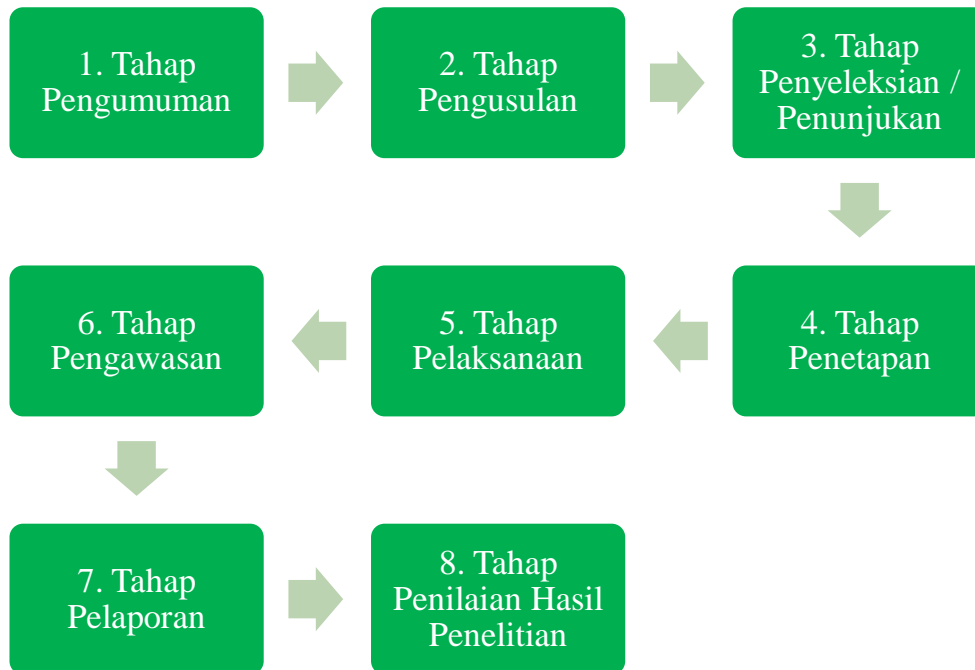 1. Tahap
Pengumuman
2. Tahap
Pengusulan
3. Tahap
Penyeleksian /
Penunjukan
4. Tahap
Penetapan
5. Tahap
Pelaksanaan
6. Tahap
Pengawasan
7. Tahap
Pelaporan
8. Tahap
Penilaian Hasil
Penelitian